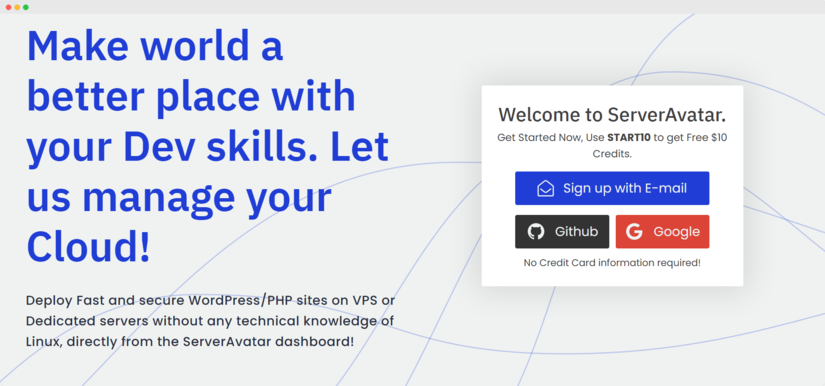 Make world a
better place with
your Dev skills. Let
us manage your
Cloud!
Deploy Fast and secure WordPress/PHP sites on VPS or
Dedicated servers without any technical knowledge of
Linux, directly from the ServerAvatar dashboard!
Welcome to ServerAvatar.
Get Started Now, Use START10 to get Free $10
Credits.
Sign up with E-mail
Github
Google
No Credit Card information required!